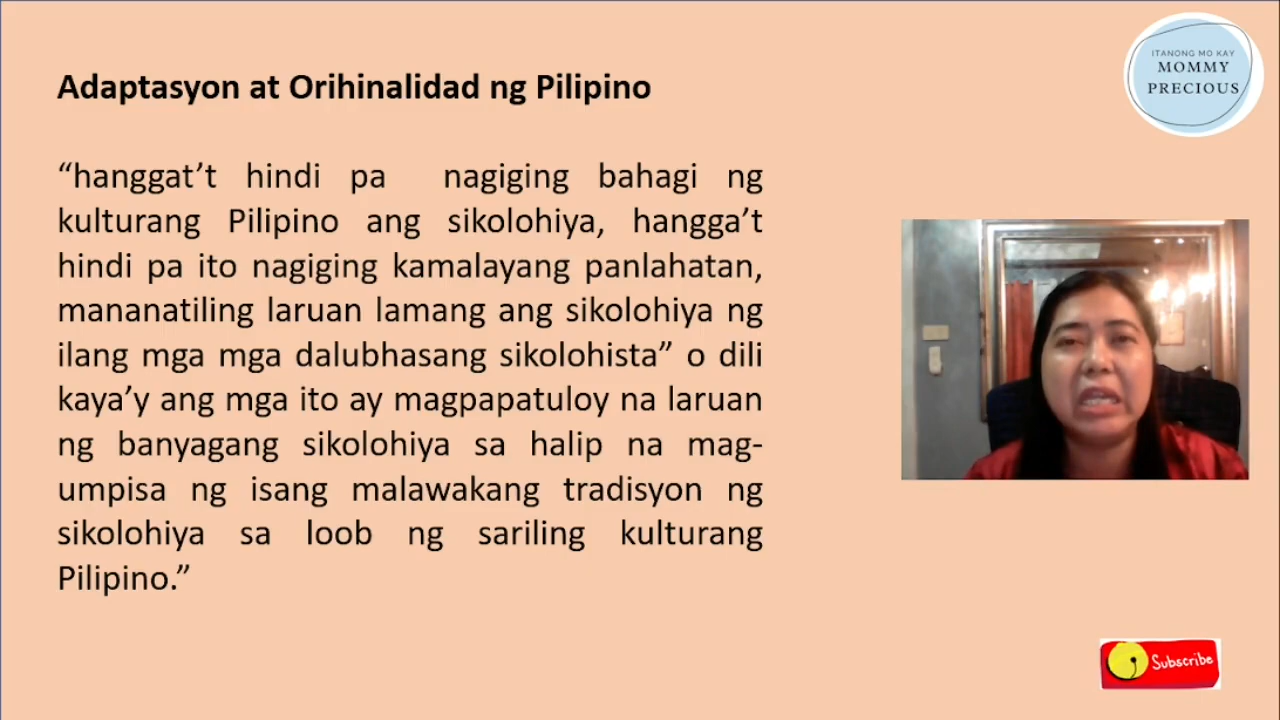 Adaptasyon at Orihinalidad ng Pilipino
“hanggat’t hindi pa nagiging bahagi ng
kulturang Pilipino ang sikolohiya, hangga’t
hindi pa ito nagiging kamalayang panlahatan,
mananatiling laruan lamang ang sikolohiya ng
ilang mga mga dalubhasang sikolohista” o dili
kaya’y ang mga ito ay magpapatuloy na laruan
ng banyagang sikolohiya sa halip na mag-
umpisa ng isang malawakang tradisyon ng
sikolohiya sa loob ng sariling kulturang
Pilipino.”
ITANONG MO KAY
MOMMY
PRECIOUS
Subscribe